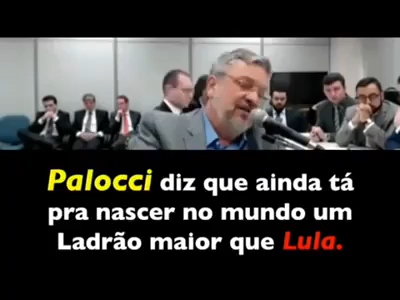 Palocci diz que ainda tá
pra nascer no mundo um
Ladrão maior que Lula.